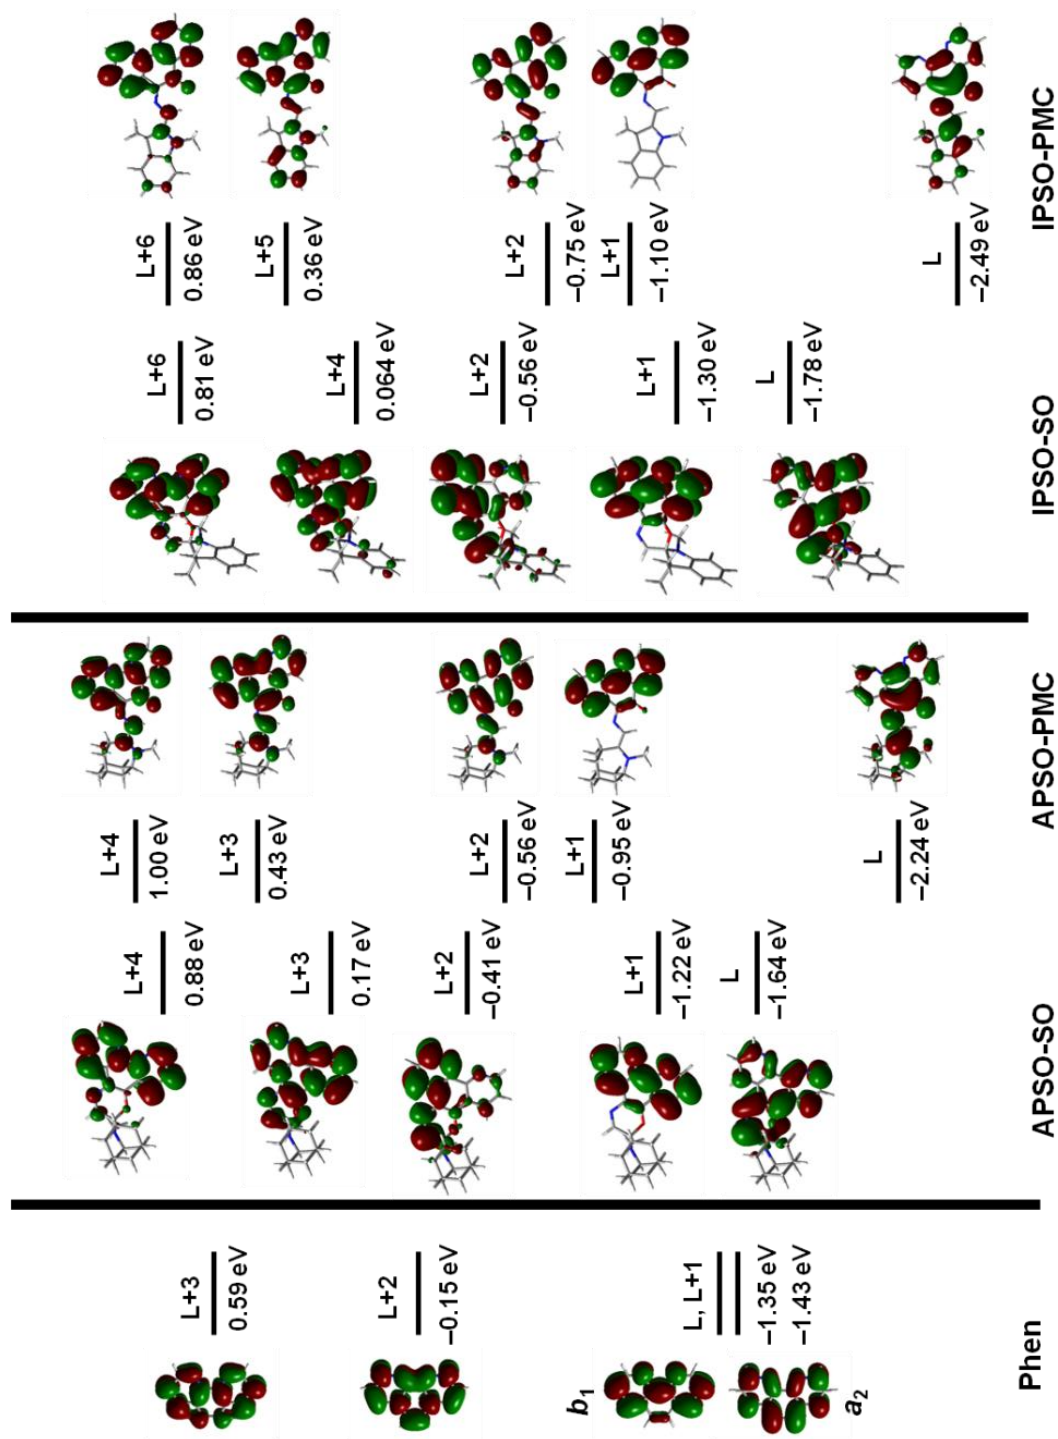 L+3
0.59 eV
L+2
−0.15 eV
L, L+1
−1.35 eV
−1.43 eV
b1
a2
Phen
L+4
0.88 eV
L+3
0.17 eV
L+2
−0.41 eV
L+1
−1.22 eV
L
−1.64 eV
APSO-SO
L+4
1.00 eV
L+3
0.43 eV
L+2
−0.56 eV
L+1
−0.95 eV
L
−2.24 eV
APSO-PMC
L+6
0.81 eV
L+4
0.064 eV
L+2
−0.56 eV
L+1
−1.30 eV
L
−1.78 eV
IPSO-SO
L+6
0.86 eV
L+5
0.36 eV
L+2
−0.75 eV
L+1
−1.10 eV
L
−2.49 eV
IPSO-PMC